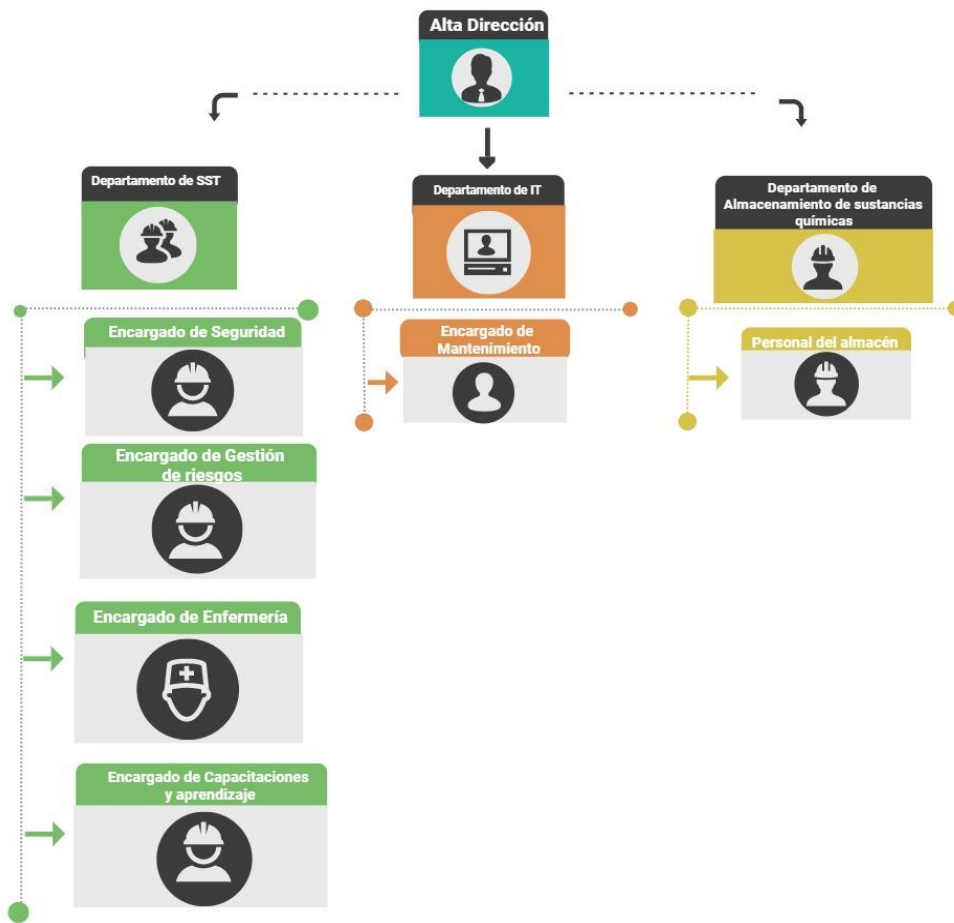 Alta Dirección
Departamento de SST
Departamento de IT
Departamento de
Almacenamiento de sustancias
químicas
Encargado de Seguridad
Encargado de
Mantenimiento
Personal del almacén
Encargado de Gestión
de riesgos
Encargado de Enfermería
Encargado de Capacitaciones
y aprendizaje